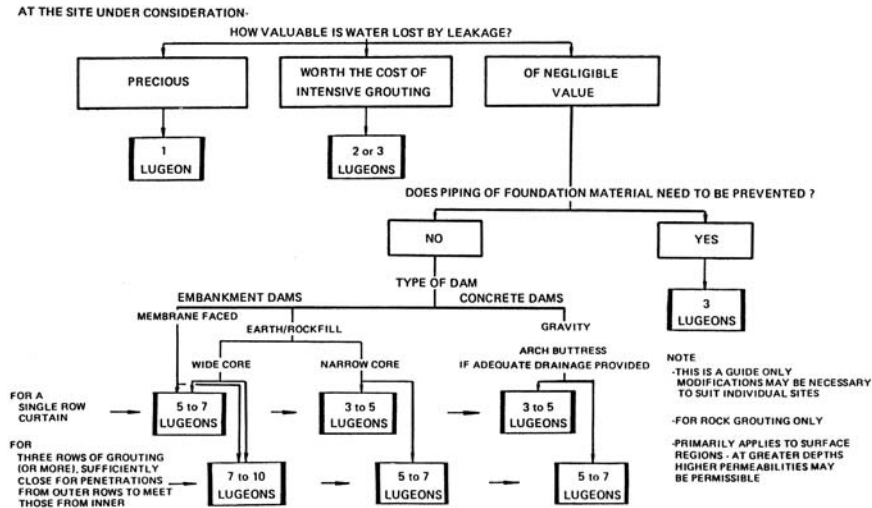 AT THE SITE UNDER CONSIDERATION-
HOW VALUABLE IS WATER LOST BY LEAKAGE?
PRECIOUS
WORTH THE COST OF
INTENSIVE GROUTING
OF NEGLIGIBLE
VALUE
1
LUGEON
2 or 3
LUGEONS
DOES PIPING OF FOUNDATION MATERIAL NEED TO BE PREVENTED ?
NO
YES
TYPE OF DAM
3
LUGEONS
EMBANKMENT DAMS
CONCRETE DAMS
MEMBRANE FACED
EARTH/ROCKFILL
GRAVITY
WIDE CORE
NARROW CORE
ARCH BUTTRESS
IF ADEQUATE DRAINAGE PROVIDED
NOTE
-THIS IS A GUIDE ONLY
MODIFICATIONS MAY BE NECESSARY
TO SUIT INDIVIDUAL SITES
-FOR ROCK GROUTING ONLY
-PRIMARILY APPLIES TO SURFACE
REGIONS - AT GREATER DEPTHS
HIGHER PERMEABILITIES MAY
BE PERMISSIBLE
FOR A
SINGLE ROW
CURTAIN
5 to 7
LUGEONS
3 to 5
LUGEONS
3 to 5
LUGEONS
FOR
THREE ROWS OF GROUTING
(OR MORE), SUFFICIENTLY
CLOSE FOR PENETRATIONS
FROM OUTER ROWS TO MEET
THOSE FROM INNER
7 to 10
LUGEONS
5 to 7
LUGEONS
5 to 7
LUGEONS